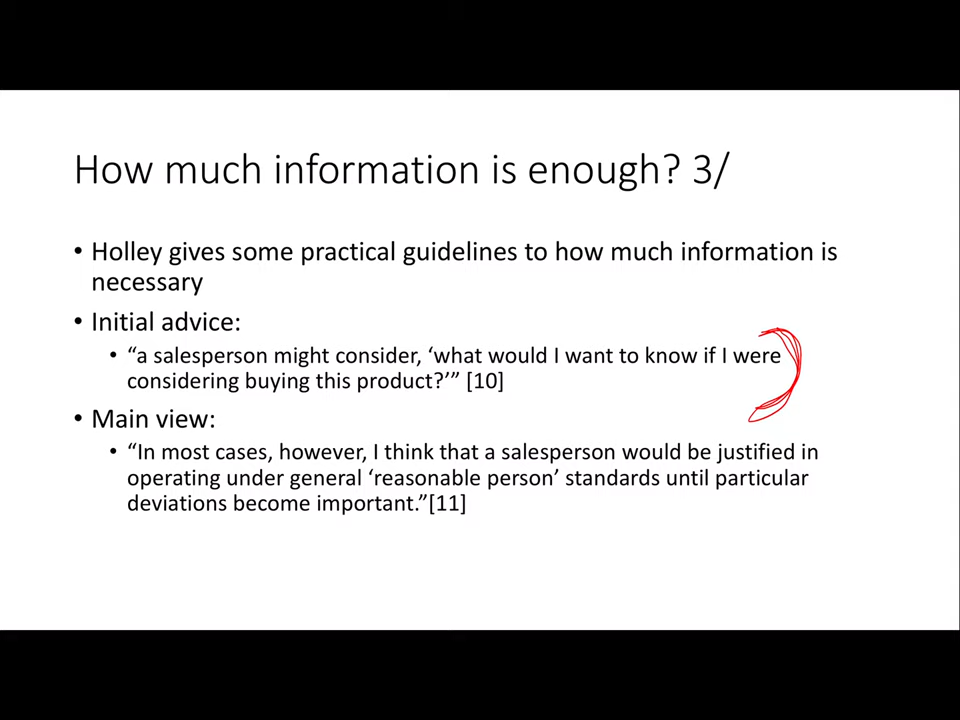 How much information is enough? 3/
• Holley gives some practical guidelines to how much information is
necessary
• Initial advice:
• “a salesperson might consider, ‘what would I want to know if I were
considering buying this product?’” [10]
• Main view:
• “In most cases, however, I think that a salesperson would be justified in
operating under general ‘reasonable person’ standards until particular
deviations become important.”[11]